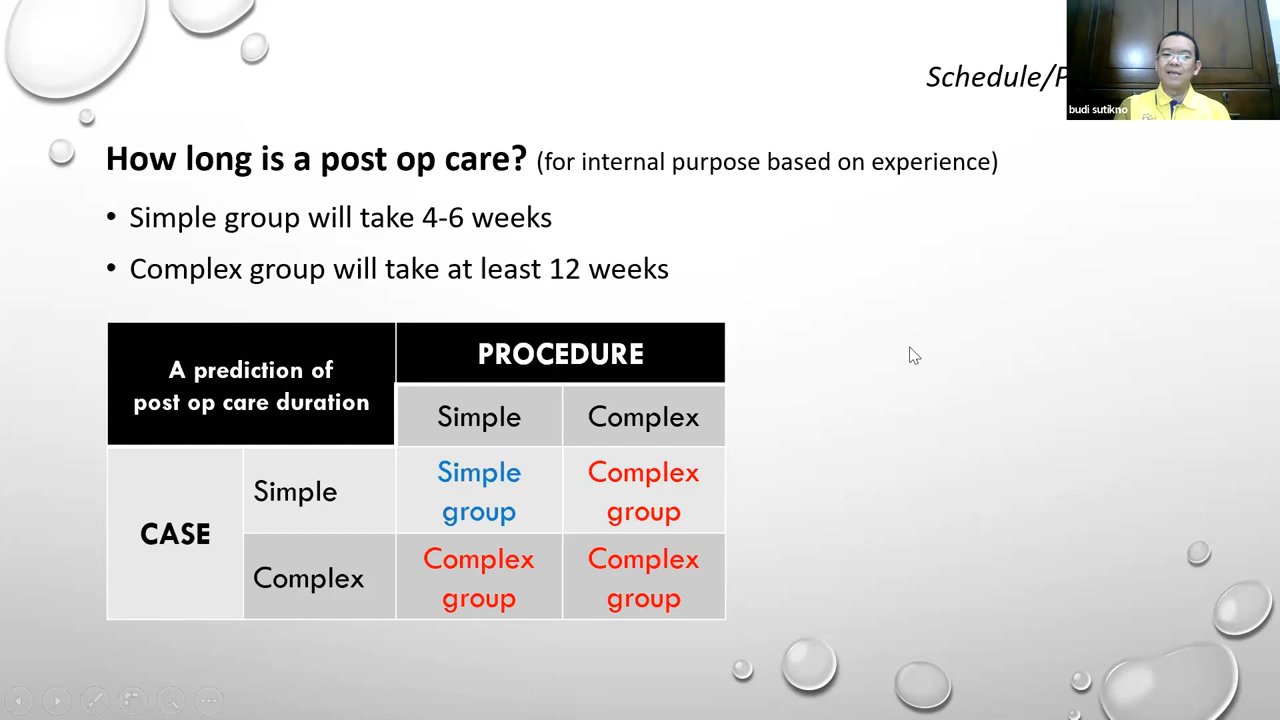 Schedule/
budi sutikno
How long is a post op care? (for internal purpose based on experience)
• Simple group will take 4-6 weeks
• Complex group will take at least 12 weeks
A prediction of
post op care duration
PROCEDURE
Simple
Complex
CASE
Simple
Simple
group
Complex
group
Complex
Complex
group
Complex
group